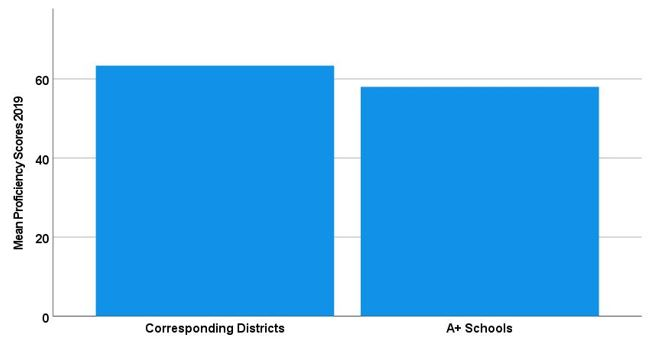 Mean Proficiency Scores 2019
60
40
20
0
Corresponding Districts
A+ Schools